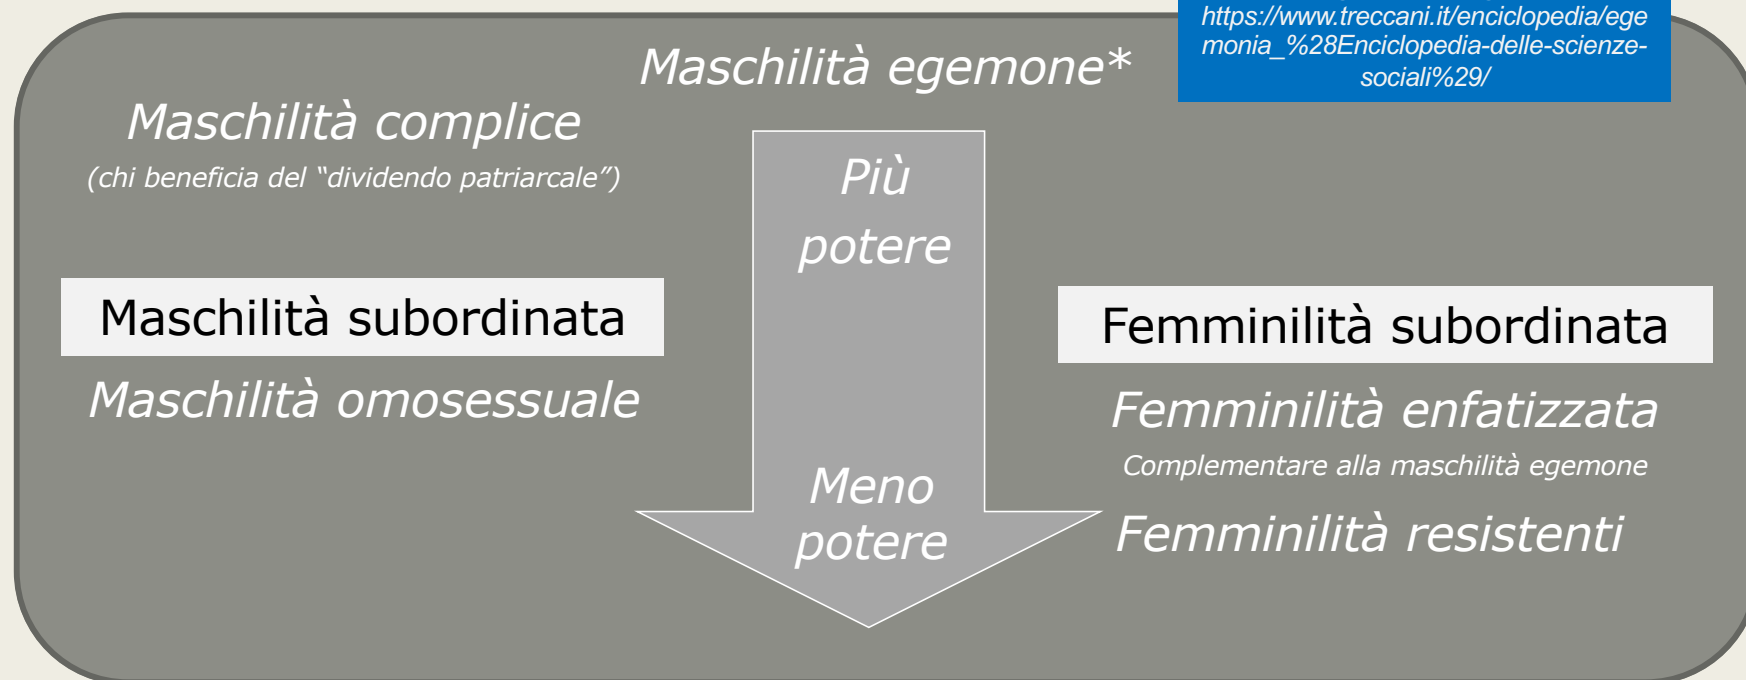 https://www.treccani.it/enciclopedia/ege
monia_%28Enciclopedia-delle-scienze-
sociali%29/
Maschilità egemone*
Maschilità complice
(chi beneficia del “dividendo patriarcale”)
Più
potere
Maschilità subordinata
Femminilità subordinata
Maschilità omosessuale
Femminilità enfatizzata
Complementare alla maschilità egemone
Meno
potere
Femminilità resistenti